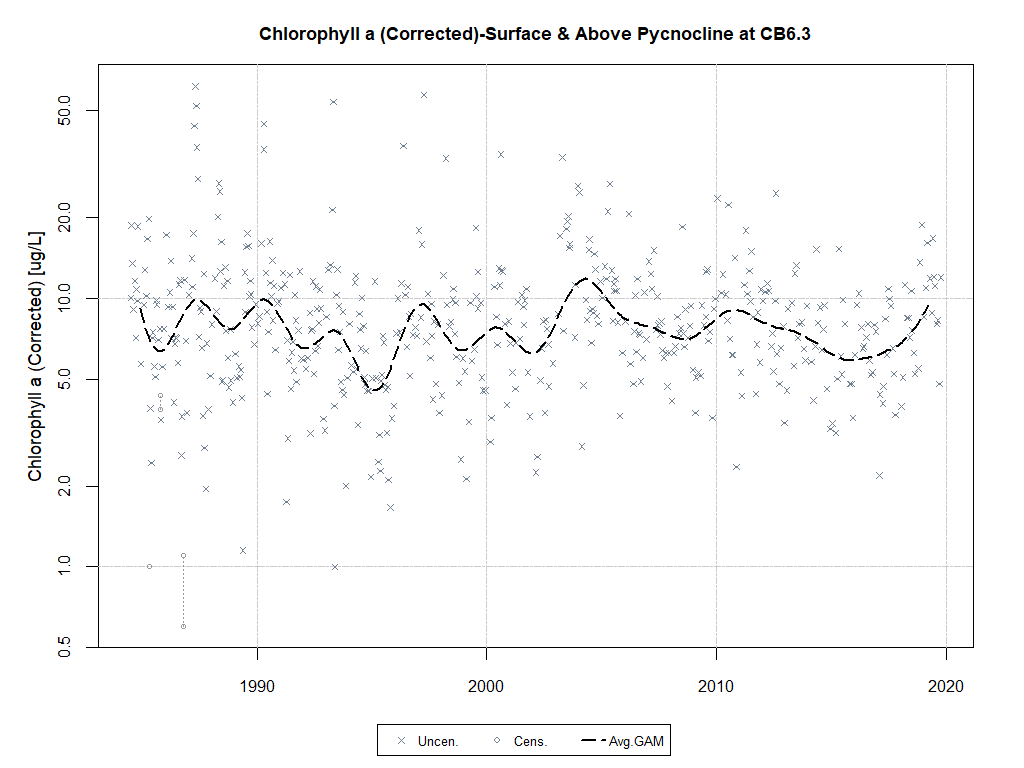 Chlorophyll a (Corrected)-Surface & Above Pycnocline at CB6.3
Chlorophyll a (Corrected) [ug/L]
50.0
20.0
10.0
5.0
2.0
1.0
0.5
1990 2000 2010 2020
Uncen. Cens. Avg.GAM